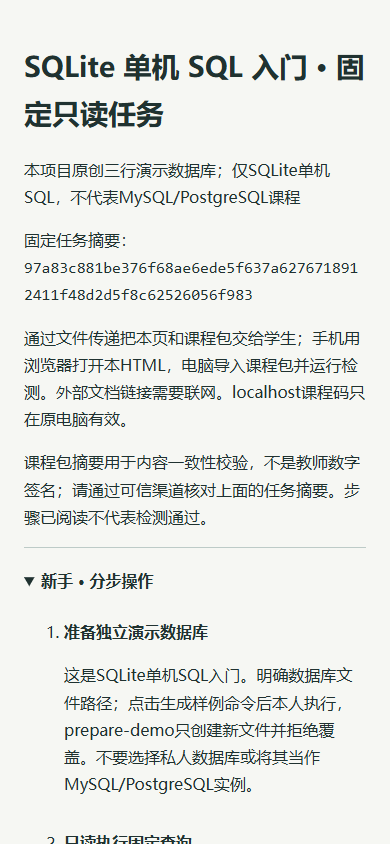 SQLite 单机 SQL 入门 · 固
定只读任务
本项目原创三行演示数据库；仅SQLite单机
SQL，不代表MySQL/PostgreSQL课程
固定任务摘要：
97a83c881be376f68ae6ede5f637a627671891
2411f48d2d5f8c62526056f983
通过文件传递把本页和课程包交给学生；手机用
浏览器打开本HTML，电脑导入课程包并运行检
测。外部文档链接需要联网。localhost课程码只
在原电脑有效。
课程包摘要用于内容一致性校验，不是教师数字
签名；请通过可信渠道核对上面的任务摘要。步
骤已阅读不代表检测通过。
▼ 新手 · 分步操作
1. 准备独立演示数据库
这是SQLite单机SQL入门。明确数据库文
件路径；点击生成样例命令后本人执行，
prepare-demo只创建新文件并拒绝覆
盖。不要选择私人数据库或将其当作
MySQL/PostgreSQL实例。
2. 只读执行固定查询